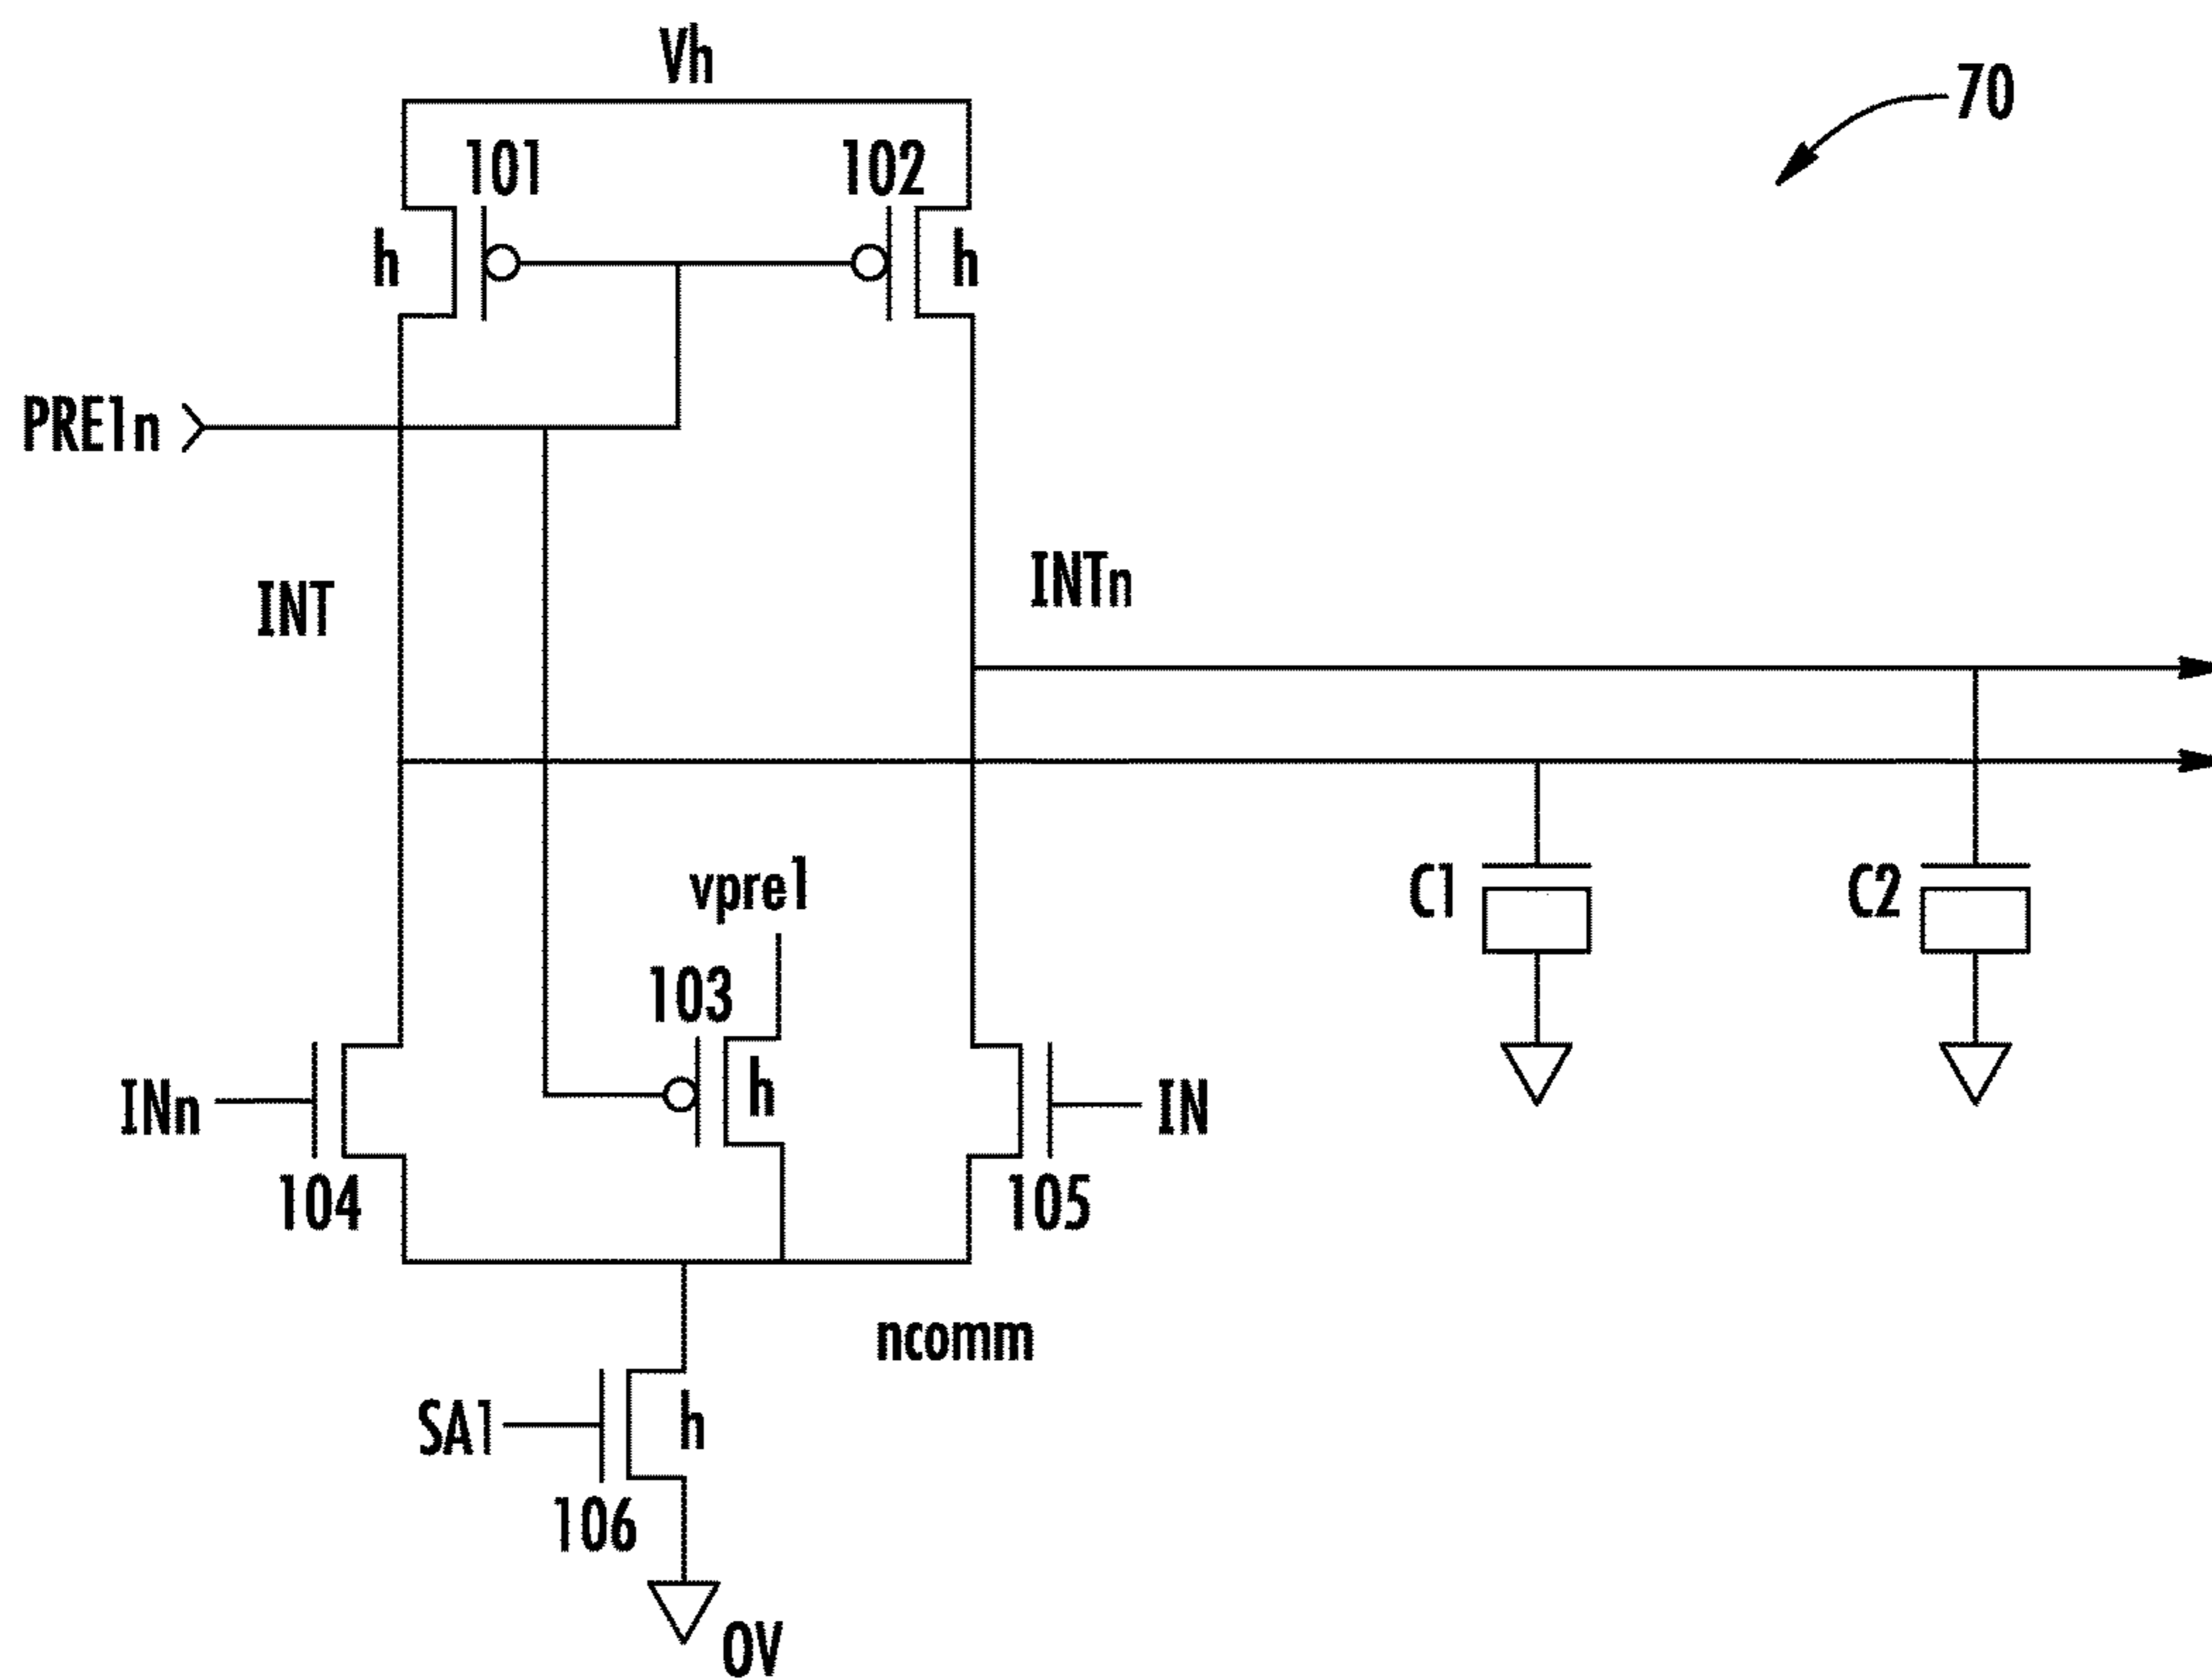 Vh
70
101
102
h
h
PRE1n
INT
INTn
vpre1
C1
C2
103
h
INn
IN
104
105
ncomm
SA1
h
106
0V